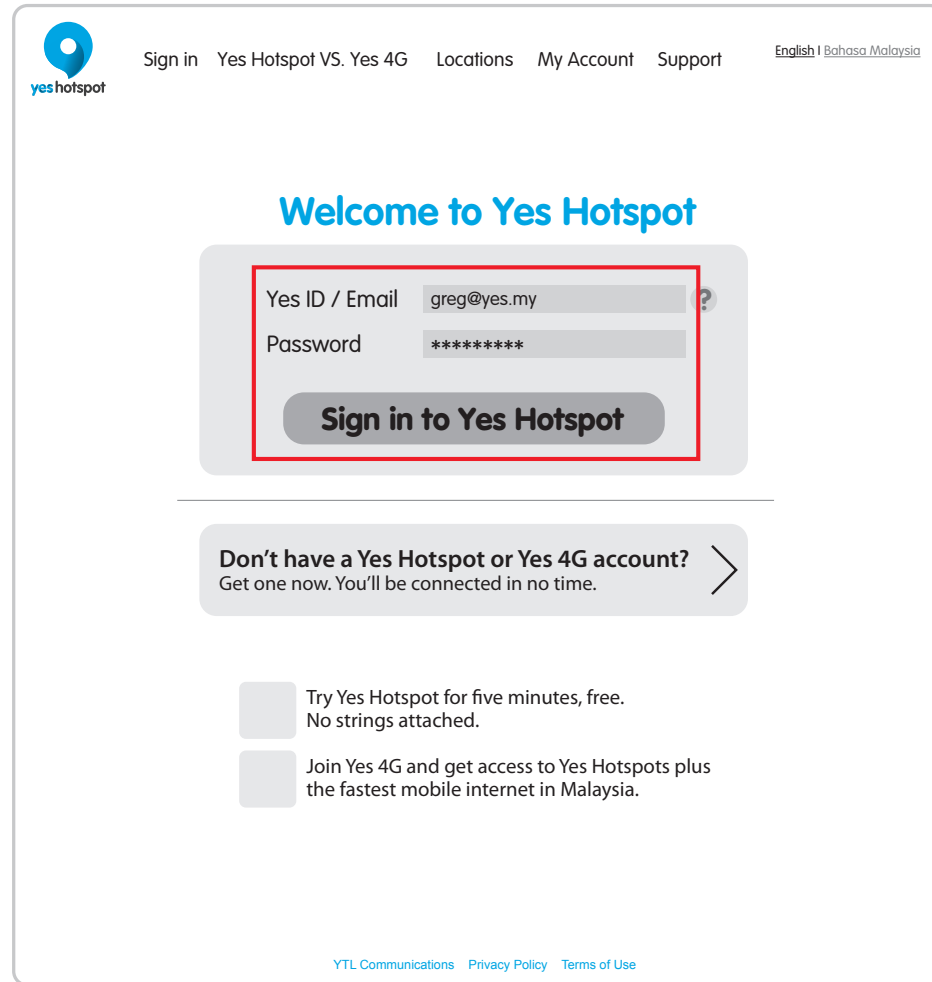 yes hotspot
Sign in Yes Hotspot VS. Yes 4G Locations My Account Support
English I Bahasa Malaysia
Welcome to Yes Hotspot
Yes ID / Email greg@yes.my ?
Password *********
Sign in to Yes Hotspot
Don’t have a Yes Hotspot or Yes 4G account?
Get one now. You’ll be connected in no time.
Try Yes Hotspot for five minutes, free.
No strings attached.
Join Yes 4G and get access to Yes Hotspots plus
the fastest mobile internet in Malaysia.
YTL Communications Privacy Policy Terms of Use